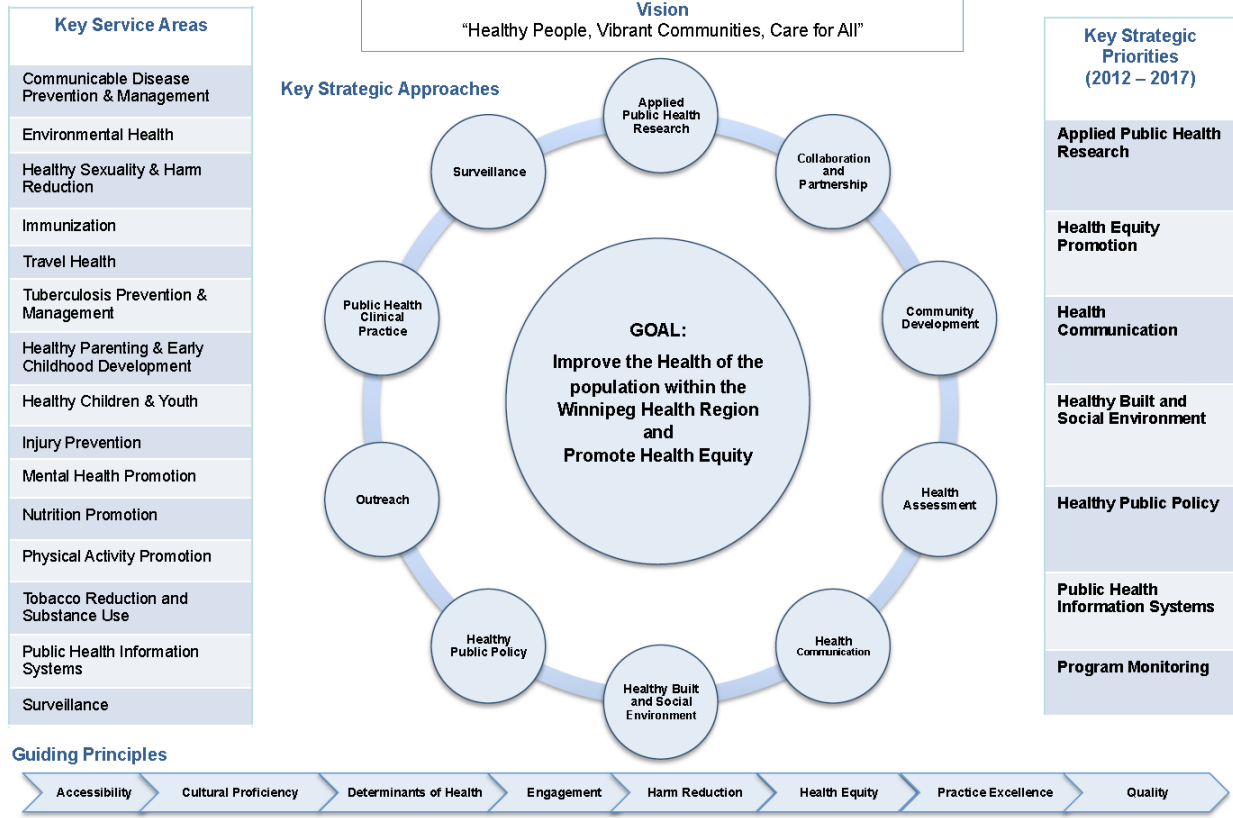 Vision
“Healthy People, Vibrant Communities, Care for All”
Key Service Areas
Communicable Disease
Prevention & Management
Environmental Health
Healthy Sexuality & Harm
Reduction
Immunization
Travel Health
Tuberculosis Prevention &
Management
Healthy Parenting & Early
Childhood Development
Healthy Children & Youth
Injury Prevention
Mental Health Promotion
Nutrition Promotion
Physical Activity Promotion
Tobacco Reduction and
Substance Use
Public Health Information
Systems
Surveillance
Key Strategic Approaches
Applied
Public Health
Research
Collaboration
and
Partnership
Community
Development
Health
Assessment
Health
Communication
Healthy Built
and Social
Environment
Healthy
Public Policy
Outreach
Public Health
Clinical
Practice
Surveillance
GOAL:
Improve the Health of the
population within the
Winnipeg Health Region
and
Promote Health Equity
Key Strategic
Priorities
(2012 – 2017)
Applied Public Health
Research
Health Equity
Promotion
Health
Communication
Healthy Built and
Social Environment
Healthy Public Policy
Public Health
Information Systems
Program Monitoring
Guiding Principles
Accessibility
Cultural Proficiency
Determinants of Health
Engagement
Harm Reduction
Health Equity
Practice Excellence
Quality